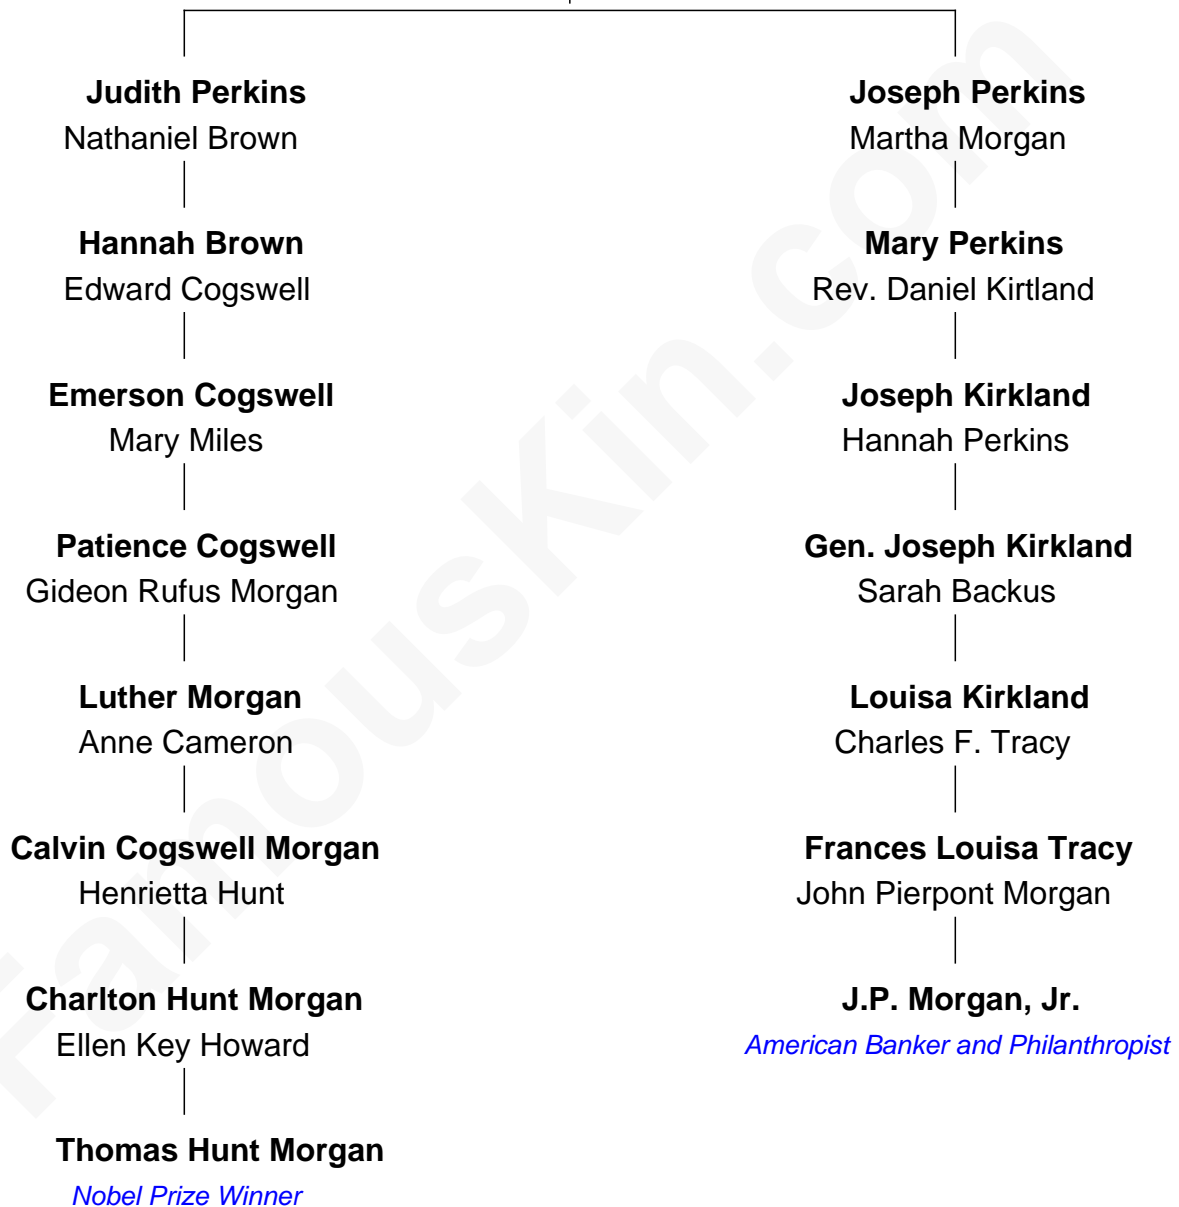 Judith Perkins
Nathaniel Brown
Hannah Brown
Edward Cogswell
Emerson Cogswell
Mary Miles
Patience Cogswell
Gideon Rufus Morgan
Luther Morgan
Anne Cameron
Calvin Cogswell Morgan
Henrietta Hunt
Charlton Hunt Morgan
Ellen Key Howard
Thomas Hunt Morgan
Nobel Prize Winner
Joseph Perkins
Martha Morgan
Mary Perkins
Rev. Daniel Kirtland
Joseph Kirkland
Hannah Perkins
Gen. Joseph Kirkland
Sarah Backus
Louisa Kirkland
Charles F. Tracy
Frances Louisa Tracy
John Pierpont Morgan
J.P. Morgan, Jr.
American Banker and Philanthropist
FamousKin.com